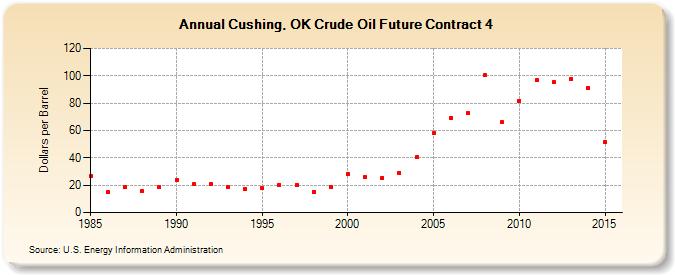 Annual Cushing, OK Crude Oil Future Contract 4
Dollars per Barrel
120
100
80
60
40
20
0
1985 1990 1995 2000 2005 2010 2015
Source: U.S. Energy Information Administration